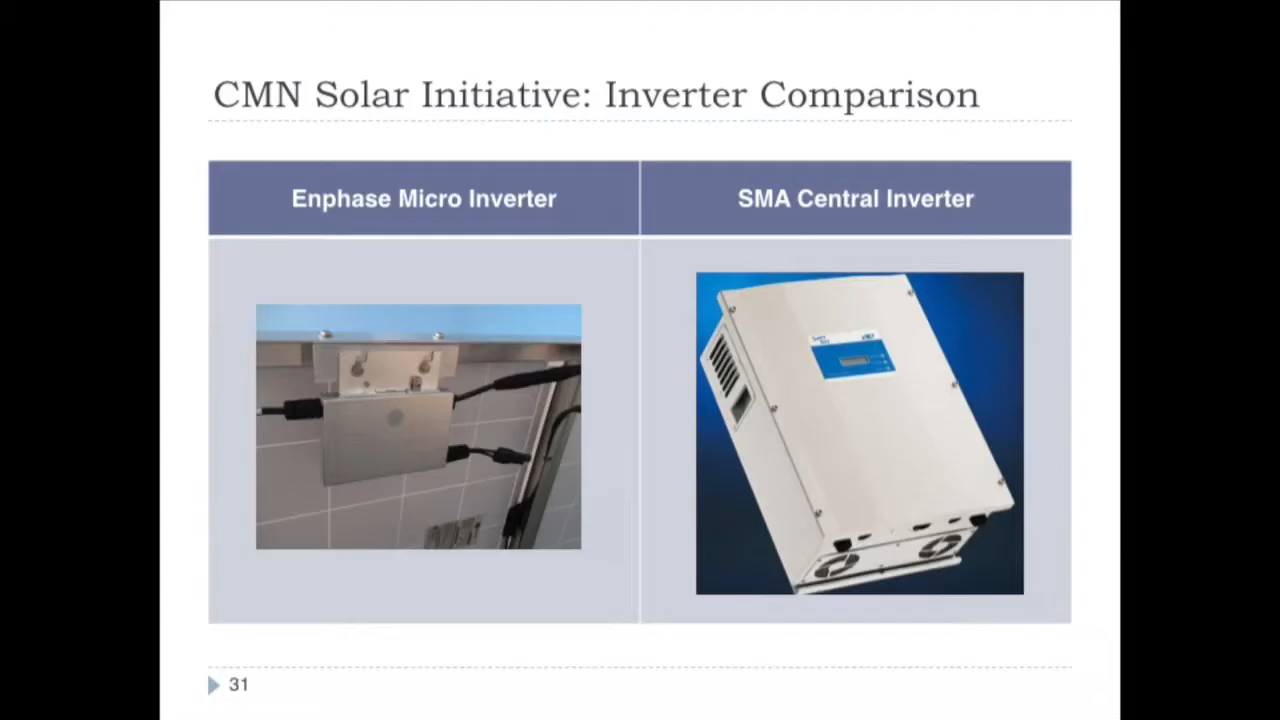 CMN Solar Initiative: Inverter Comparison
Enphase Micro Inverter
SMA Central Inverter
31